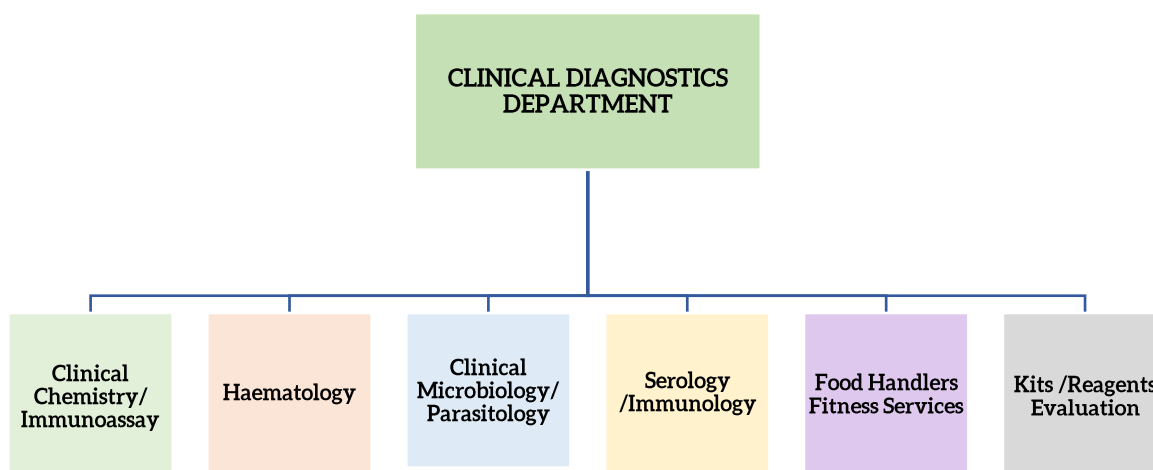 CLINICAL DIAGNOSTICS
DEPARTMENT
Clinical
Chemistry/
Immunoassay
Haematology
Clinical
Microbiology/
Parasitology
Serology
/Immunology
Food Handlers
Fitness Services
Kits /Reagents
Evaluation